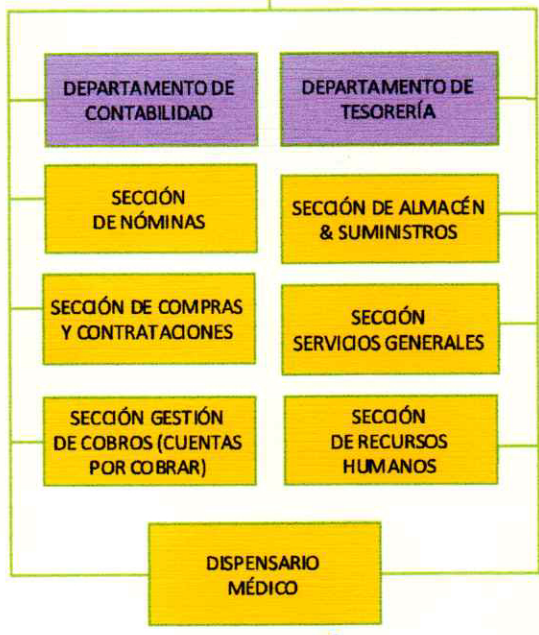 DEPARTAMENTO DE
CONTABILIDAD
DEPARTAMENTO DE
TESORERÍA
SECCIÓN
DE NÓMINAS
SECCIÓN DE ALMACÉN
& SUMINISTROS
SECCIÓN DE COMPRAS
Y CONTRATACIONES
SECCIÓN
SERVICIOS GENERALES
SECCIÓN GESTIÓN
DE COBROS (CUENTAS
POR COBRAR)
SECCIÓN
DE RECURSOS
HUMANOS
DISPENSARIO
MÉDICO